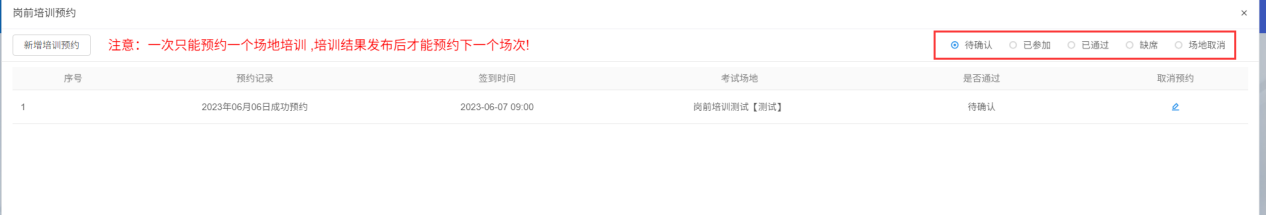 岗前培训预约
新增培训预约 注意：一次只能预约一个场地培训 ,培训结果发布后才能预约下一个场次! 待确认 已参加 已通过 缺席 场地取消
序号 预约记录 签到时间 考试场地 是否通过 取消预约
1 2023年06月06日成功预约 2023-06-07 09:00 岗前培训测试【测试】 待确认